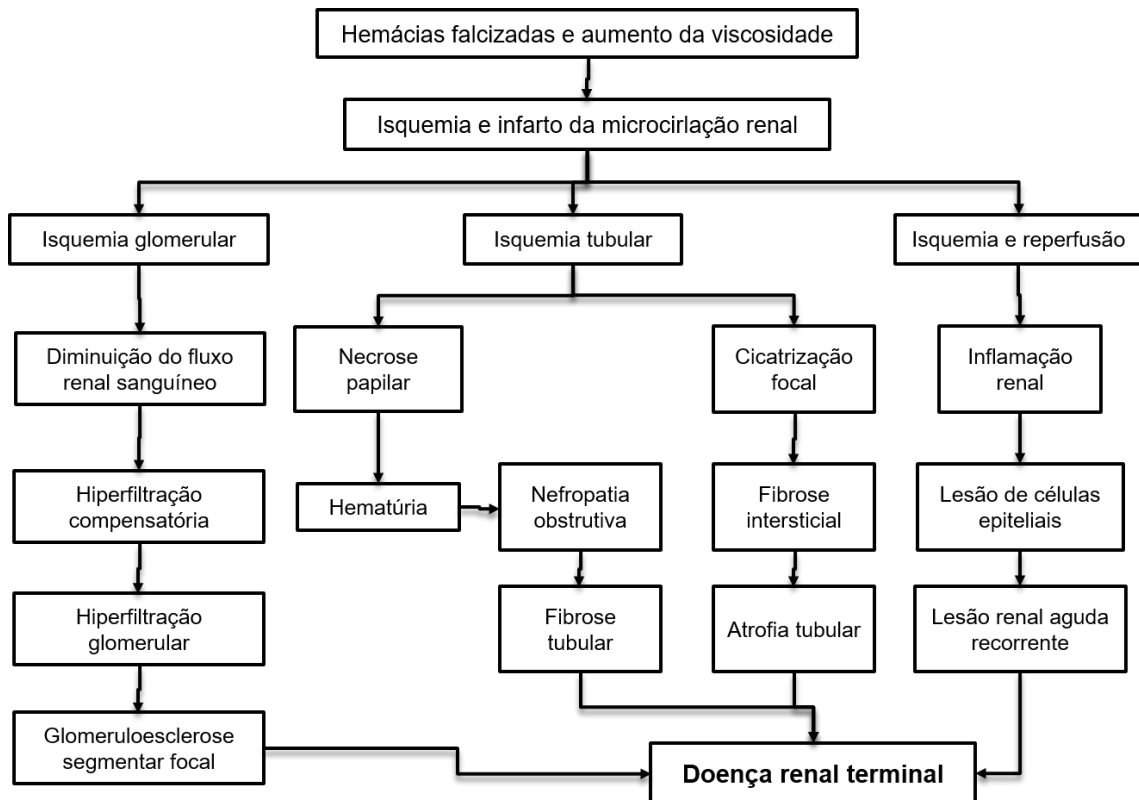 Hemácias falcizadas e aumento da viscosidade
Isquemia e infarto da microcirlação renal
Isquemia glomerular
Isquemia tubular
Isquemia e reperfusão
Diminuição do fluxo
renal sanguíneo
Necrose
papilar
Cicatrização
focal
Inflamação
renal
Hiperfiltração
compensatória
Hematúria
Nefropatia
obstrutiva
Fibrose
intersticial
Lesão de células
epiteliais
Hiperfiltração
glomerular
Fibrose
tubular
Atrofia tubular
Lesão renal aguda
recorrente
Glomeruloesclerose
segmentar focal
Doença renal terminal